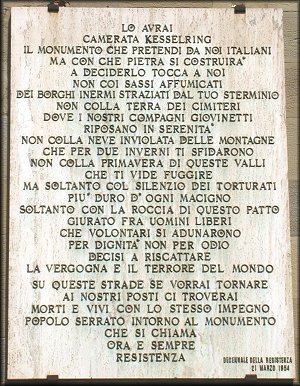 LO AVRAI
CAMERATA KESSELRING
IL MONUMENTO CHE PRETENDI DA NOI ITALIANI
MA CON CHE PIETRA SI COSTRUIRA'
A DECIDERLO TOCCA A NOI
NON COI SASSI AFFUMICATI
DEI BORGHI INERMI STRAZIATI DAL TUO STERMINIO
NON COLLA TERRA DEI CIMITERI
DOVE I NOSTRI COMPAGNI GIOVINETTI
RIPOSANO IN SERENITA'
NON COLLA NEVE INVIOLATA DELLE MONTAGNE
CHE PER DUE INVERNI TI SFIDARONO
NON COLLA PRIMAVERA DI QUESTE VALLI
CHE TI VIDE FUGGIRE
MA SOLTANTO COL SILENZIO DEI TORTURATI
PIU' DURO D' OGNI MACIGNO
SOLTANTO CON LA ROCCIA DI QUESTO PATTO
GIURATO FRA UOMINI LIBERI
CHE VOLONTARI SI ADUNARONO
PER DIGNITA' NON PER ODIO
DECISI A RISCATTARE
LA VERGOGNA E IL TERRORE DEL MONDO
SU QUESTE STRADE SE VORRAI TORNARE
AI NOSTRI POSTI CI TROVERAI
MORTI E VIVI CON LO STESSO IMPEGNO
POPOLO SERRATO INTORNO AL MONUMENTO
CHE SI CHIAMA
ORA E SEMPRE
RESISTENZA
DECENNALE DELLA RESISTENZA
21 MARZO 1954